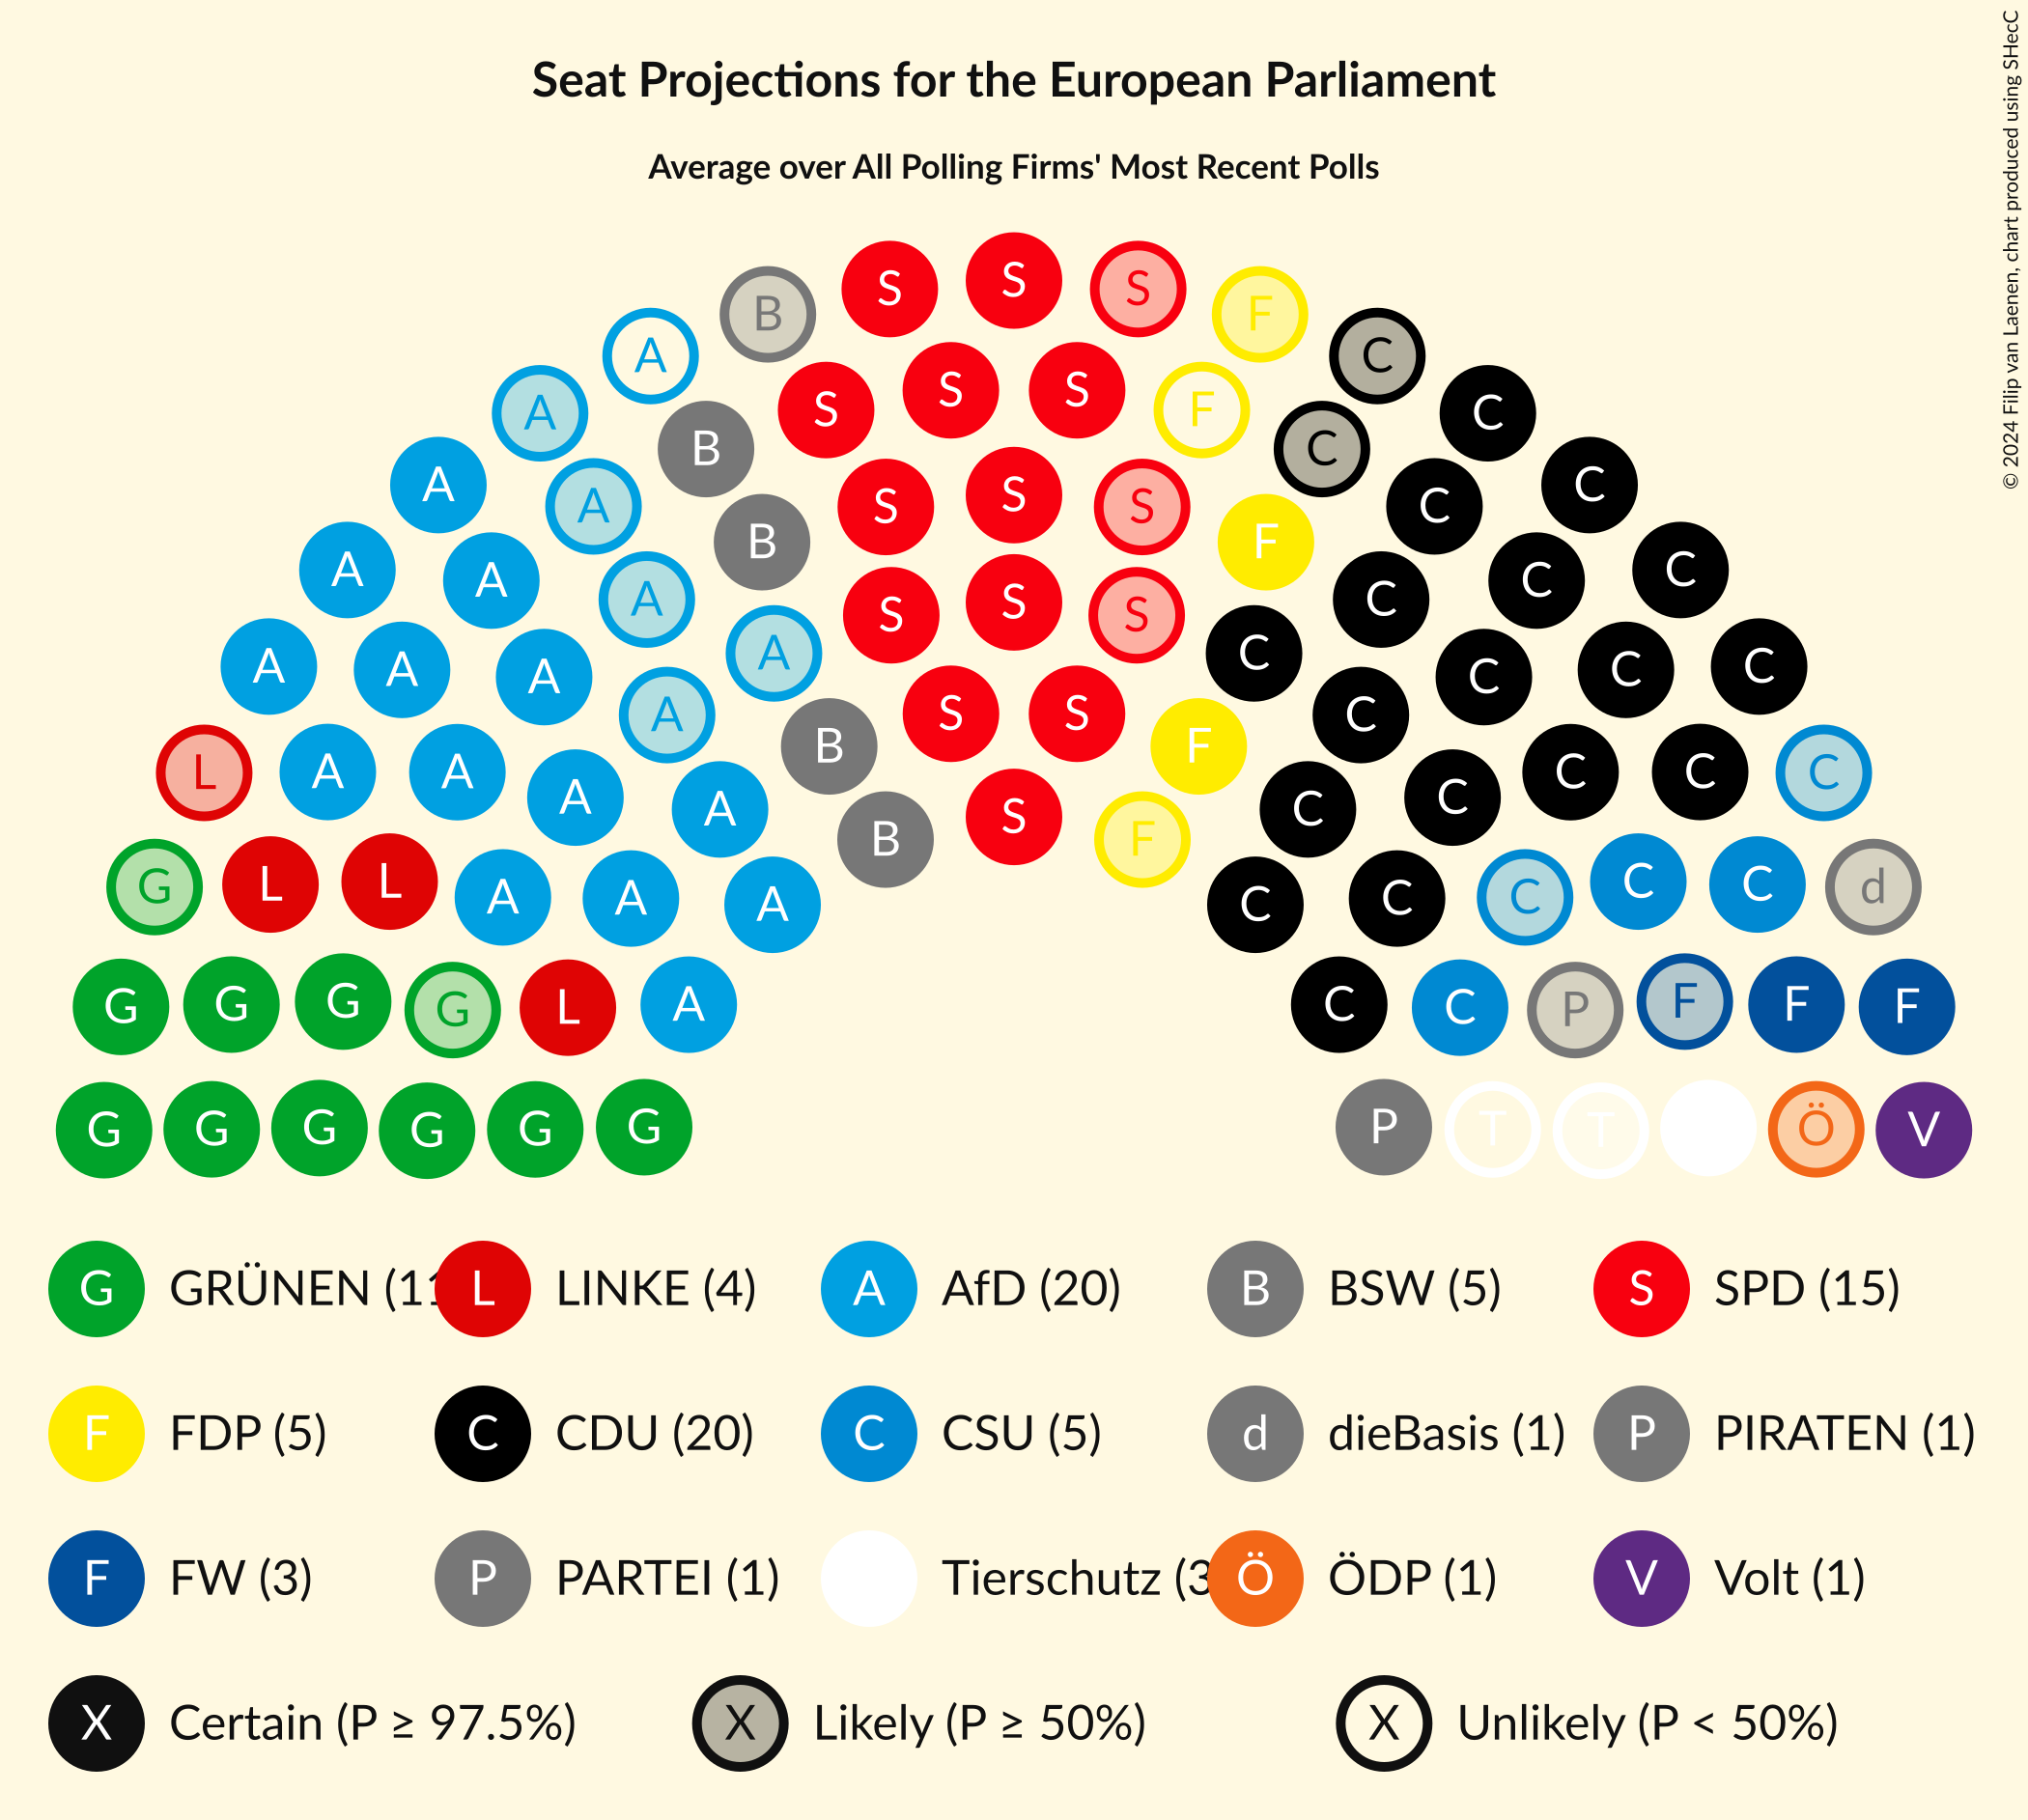 Seat Projections for the European Parliament
Average over All Polling Firms' Most Recent Polls
© 2024 Filip van Laenen, chart produced using SHecC
S S S
B F
A C
A S S S C
S F
A B C C
A S S S C
A B F C
A A S S S C C
A A C C
A A A S S C C C
L A A A A B F C C C C C
B S F
G L L A A A C C C C C d
G G G G L A C C P F F F
G G G G G G P T T Ö V
G GRÜNEN (11 L LINKE (4) A AfD (20) B BSW (5) S SPD (15)
F FDP (5) C CDU (20) C CSU (5) d dieBasis (1) P PIRATEN (1)
F FW (3) P PARTEI (1) Tierschutz (3 Ö ÖDP (1) V Volt (1)
X Certain (P ≥ 97.5%) X Likely (P ≥ 50%) X Unlikely (P < 50%)